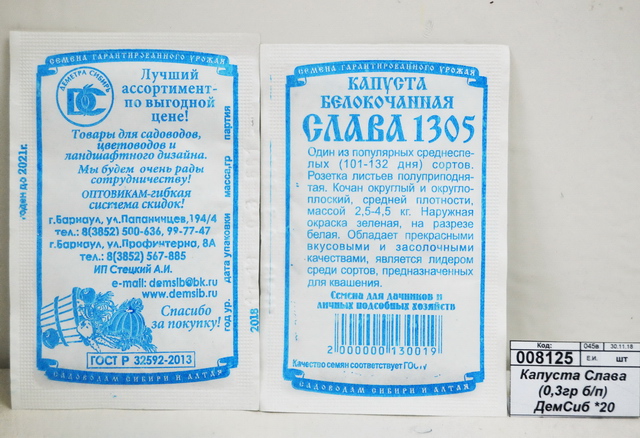 СЕМЕНА ГАРАНТИРОВАННОГО УРОЖАЯ
ДЕМЕТРА СИБИРЬ
DC
Лучший
ассортимент-
по выгодной
цене!
Товары для садоводов,
цветоводов и
ландшафтного дизайна.
Мы будем очень рады
сотрудничеству!
ОПТОВИКАМ-гибкая
система скидок!
г.Барнаул, ул.Папанинцев,194/4
тел.: 8(3852) 500-636, 99-77-47
г.Барнаул, ул.Профинтерна, 8А
тел.: 8(3852) 567-885
ИП Стецкий А.И.
e-mail: demsib@bk.ru
www.demsib.ru
Спасибо
за покупку!
ГОСТ Р 32592-2013
САДОВОДАМ СИБИРИ И АЛТАЯ
годен до 2021г.
партия
масса,гр
дата упаковки
год ур.
2018
СЕМЕНА ГАРАНТИРОВАННОГО УРОЖАЯ
КАПУСТА
БЕЛОКОЧАННАЯ
СЛАВА 1305
Один из популярных среднеспе-
лых (101-132 дня) сортов.
Розетка листьев полуприподня-
тая. Кочан округлый и округло-
плоский, средней плотности,
массой 2,5-4,5 кг. Наружная
окраска зеленая, на разрезе
белая. Обладает прекрасными
вкусовыми и засолочными
качествами, является лидером
среди сортов, предназначенных
для квашения.
Семена для дачников и
личных подсобных хозяйств
2 000000 130019
Качество семян соответствует ГОСТу
САДОВОДАМ СИБИРИ И АЛТАЯ
Код: 045в 30.11.18
008125 Е.И. шт
Капуста Слава
(0,3гр б/п)
ДемСиб *20